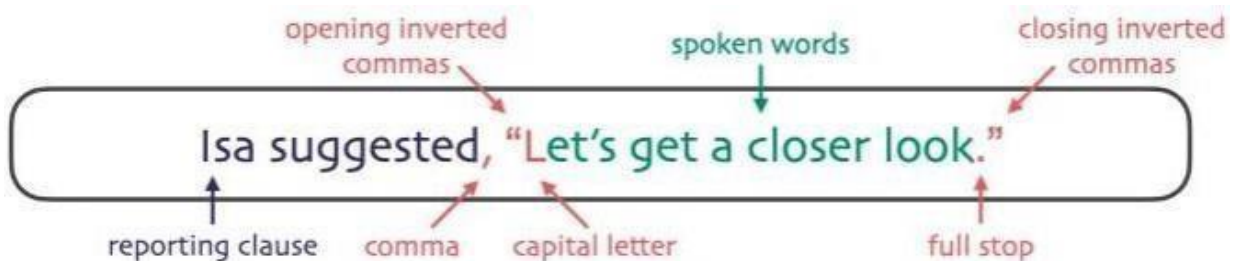 opening inverted
commas
spoken words
closing inverted
commas
Isa suggested, “Let’s get a closer look.”
reporting clause
comma
capital letter
full stop